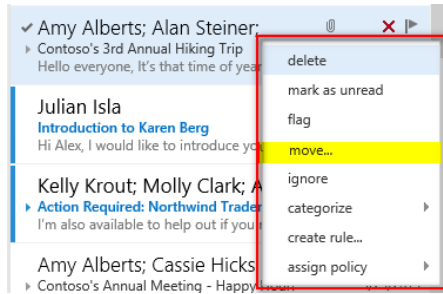 Amy Alberts; Alan Steiner;
Contoso's 3rd Annual Hiking Trip
Hello everyone, It's that time of year
Julian Isla
Introduction to Karen Berg
Hi Alex, I would like to introduce you
Kelly Krout; Molly Clark; A
Action Required: Northwind Trader
I'm also available to help out if you
Amy Alberts; Cassie Hicks
Contoso's Annual Meeting - Happy Hour
delete
mark as unread
flag
move...
ignore
categorize
create rule...
assign policy